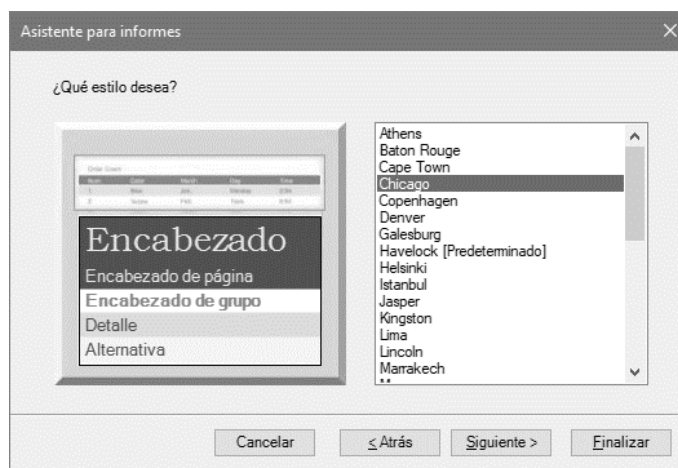 Asistente para informes
¿Qué estilo desea?
Encabezado
Encabezado de página
Encabezado de grupo
Detalle
Alternativa
Athens
Baton Rouge
Cape Town
Chicago
Copenhagen
Denver
Galesburg
Havelock [Predeterminado]
Helsinki
Istanbul
Jasper
Kingston
Lima
Lincoln
Marrakech
Cancelar
< Atrás
Siguiente >
Finalizar